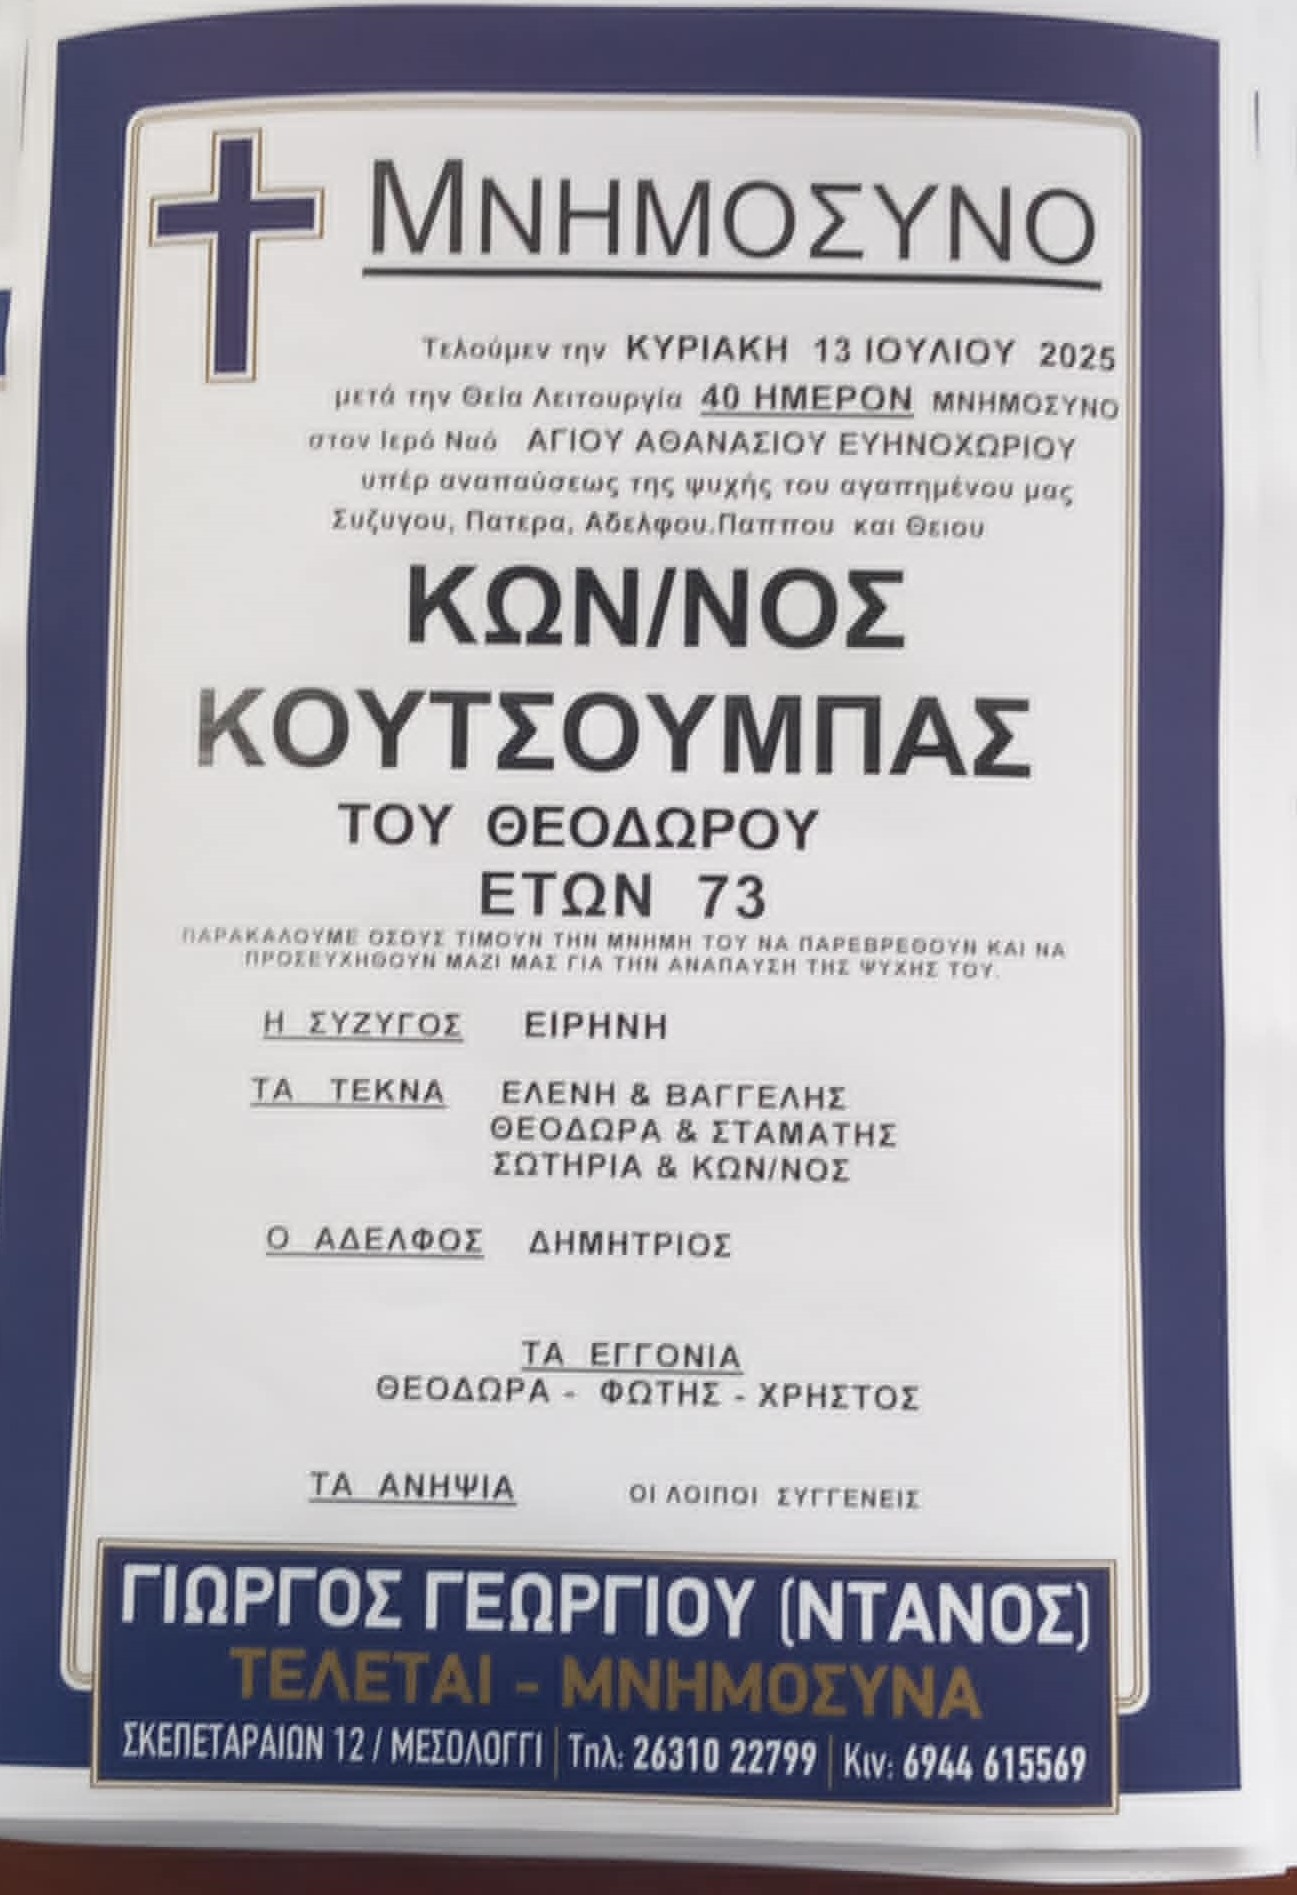 ΜΝΗΜΟΣΥΝΟ
Τελούμεν την ΚΥΡΙΑΚΗ 13 ΙΟΥΛΙΟΥ 2025
μετά την Θεία Λειτουργία 40 ΗΜΕΡΟΝ ΜΝΗΜΟΣΥΝΟ
στον Ιερό Ναό ΑΓΙΟΥ ΑΘΑΝΑΣΙΟΥ ΕΥΗΝΟΧΩΡΙΟΥ
υπέρ αναπαύσεως της ψυχής του αγαπημένου μας
Συζυγου, Πατερα, Αδελφου.Παππου και Θειου
ΚΩΝ/ΝΟΣ
ΚΟΥΤΣΟΥΜΠΑΣ
ΤΟΥ ΘΕΟΔΩΡΟΥ
ΕΤΩΝ 73
ΠΑΡΑΚΑΛΟΥΜΕ ΟΣΟΥΣ ΤΙΜΟΥΝ ΤΗΝ ΜΝΗΜΗ ΤΟΥ ΝΑ ΠΑΡΕΒΡΕΘΟΥΝ ΚΑΙ ΝΑ
ΠΡΟΣΕΥΧΗΘΟΥΝ ΜΑΖΙ ΜΑΣ ΓΙΑ ΤΗΝ ΑΝΑΠΑΥΣΗ ΤΗΣ ΨΥΧΗΣ ΤΟΥ.
Η ΣΥΖΥΓΟΣ ΕΙΡΗΝΗ
ΤΑ ΤΕΚΝΑ ΕΛΕΝΗ & ΒΑΓΓΕΛΗΣ
ΘΕΟΔΩΡΑ & ΣΤΑΜΑΤΗΣ
ΣΩΤΗΡΙΑ & ΚΩΝ/ΝΟΣ
Ο ΑΔΕΛΦΟΣ ΔΗΜΗΤΡΙΟΣ
ΤΑ ΕΓΓΟΝΙΑ
ΘΕΟΔΩΡΑ - ΦΩΤΗΣ - ΧΡΗΣΤΟΣ
ΤΑ ΑΝΗΨΙΑ ΟΙ ΛΟΙΠΟΙ ΣΥΓΓΕΝΕΙΣ
ΓΙΩΡΓΟΣ ΓΕΩΡΓΙΟΥ (ΝΤΑΝΟΣ)
ΤΕΛΕΤΑΙ - ΜΝΗΜΟΣΥΝΑ
ΣΚΕΠΕΤΑΡΑΙΩΝ 12 / ΜΕΣΟΛΟΓΓΙ | Τηλ: 26310 22799 | Κιν: 6944 615569